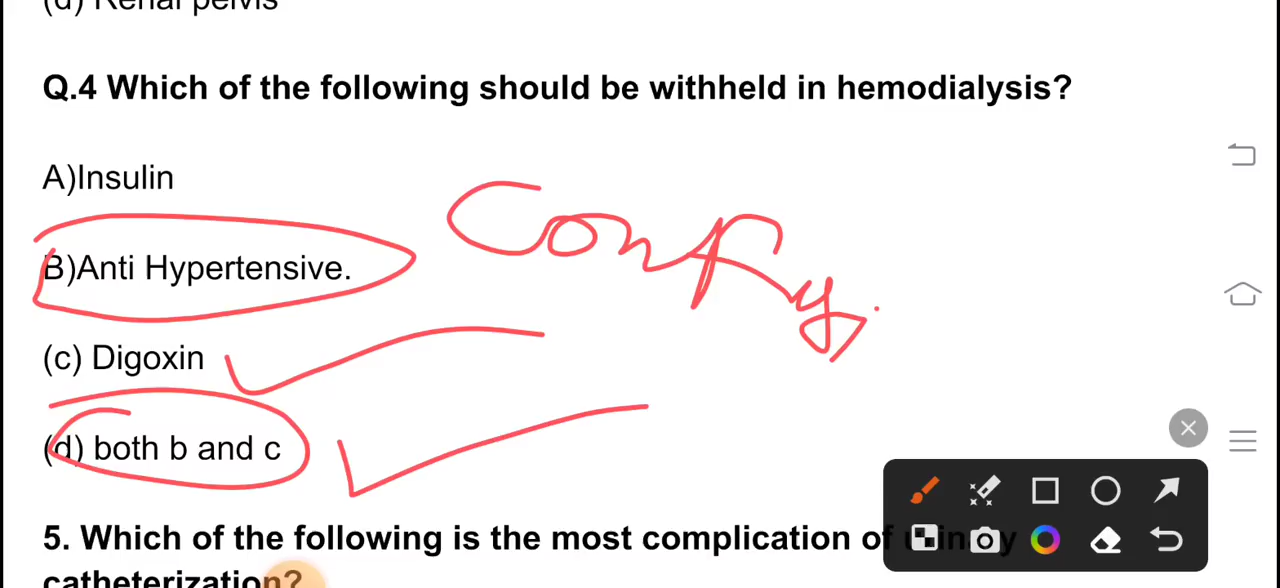 (d) Renal pelvis
Q.4 Which of the following should be withheld in hemodialysis?
A)Insulin
B)Anti Hypertensive.
(c) Digoxin
(d) both b and c
5. Which of the following is the most complication of
catheterization?